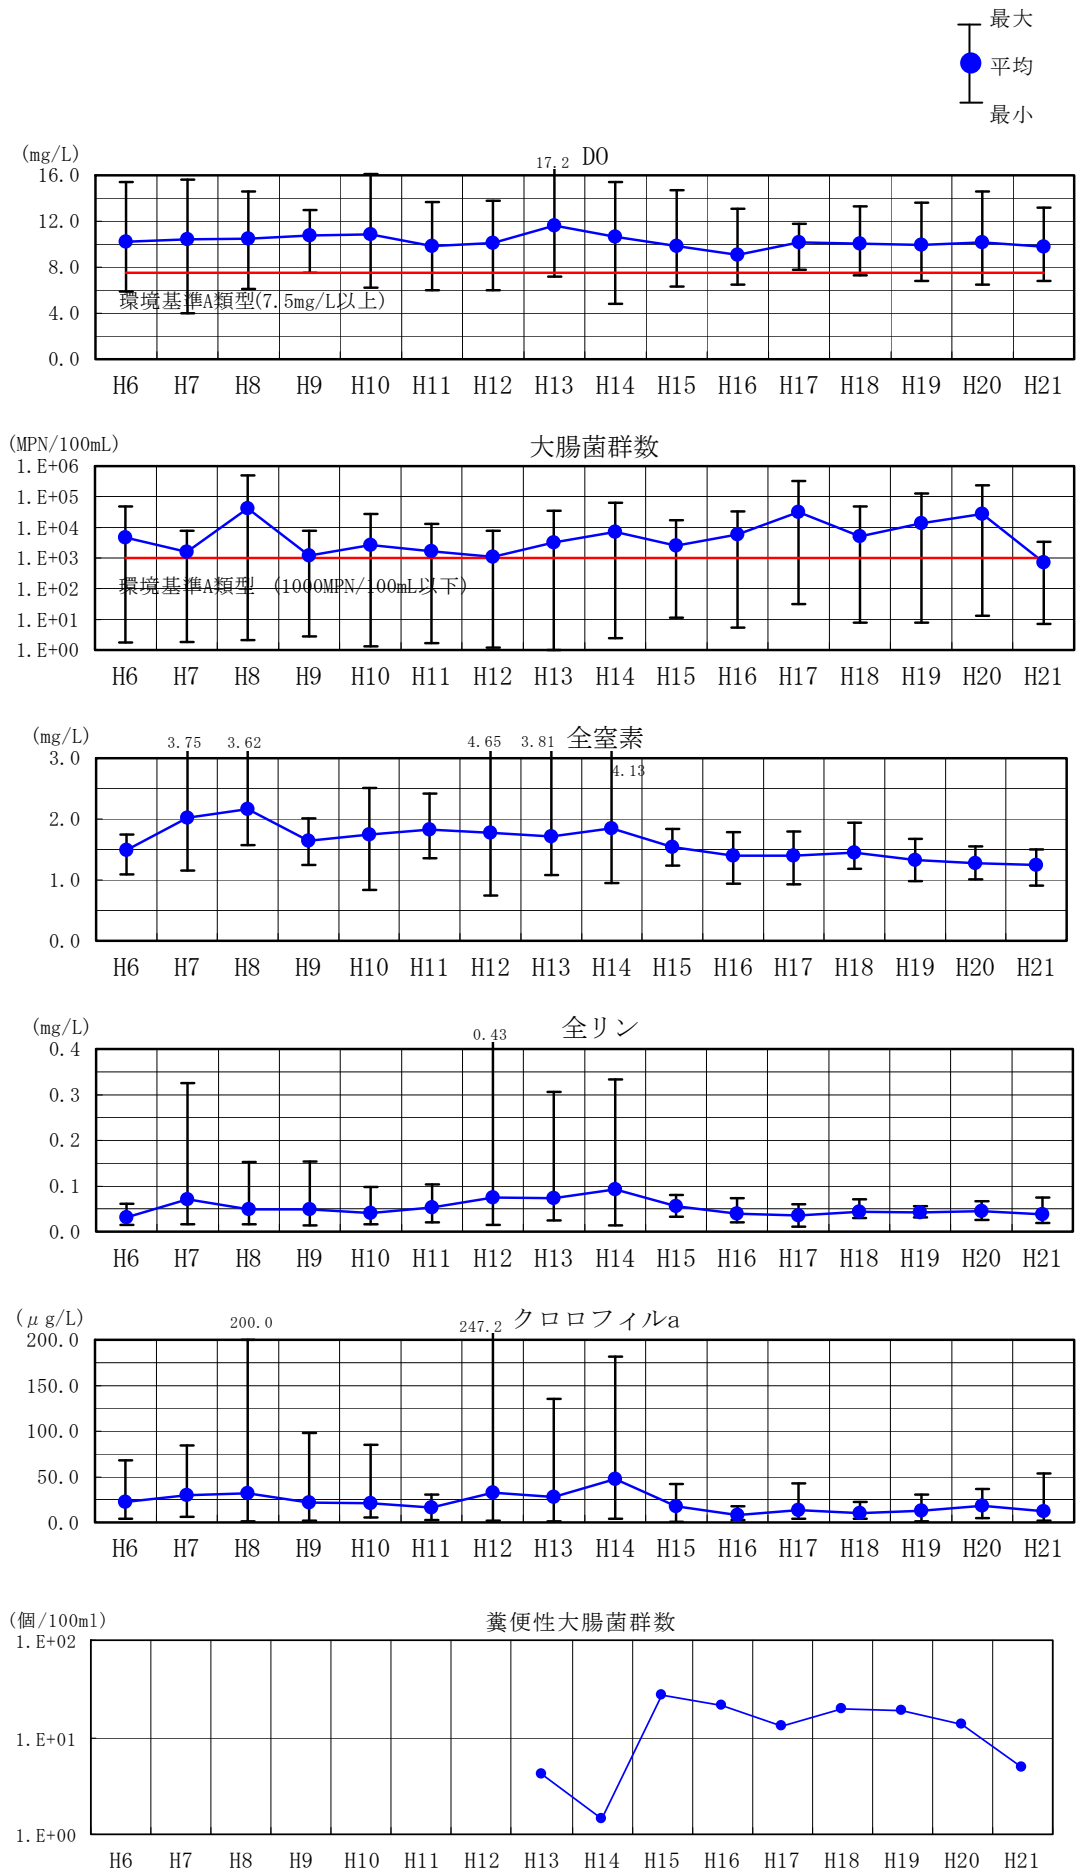 最大
平均
最小
(mg/L) 17.2 DO
16.0
12.0
8.0
環境基準A類型(7.5mg/L以上)
4.0
0.0
H6 H7 H8 H9 H10 H11 H12 H13 H14 H15 H16 H17 H18 H19 H20 H21
(MPN/100mL) 大腸菌群数
1.E+06
1.E+05
1.E+04
1.E+03
環境基準A類型 (1000MPN/100mL以下)
1.E+02
1.E+01
1.E+00
H6 H7 H8 H9 H10 H11 H12 H13 H14 H15 H16 H17 H18 H19 H20 H21
(mg/L) 3.75 3.62 4.65 3.81 全窒素
3.0
4.13
2.0
1.0
0.0
H6 H7 H8 H9 H10 H11 H12 H13 H14 H15 H16 H17 H18 H19 H20 H21
(mg/L) 0.43 全リン
0.4
0.3
0.2
0.1
0.0
H6 H7 H8 H9 H10 H11 H12 H13 H14 H15 H16 H17 H18 H19 H20 H21
(μg/L) 200.0 247.2 クロロフィルa
200.0
150.0
100.0
50.0
0.0
H6 H7 H8 H9 H10 H11 H12 H13 H14 H15 H16 H17 H18 H19 H20 H21
(個/100ml) 糞便性大腸菌群数
1.E+02
1.E+01
1.E+00
H6 H7 H8 H9 H10 H11 H12 H13 H14 H15 H16 H17 H18 H19 H20 H21